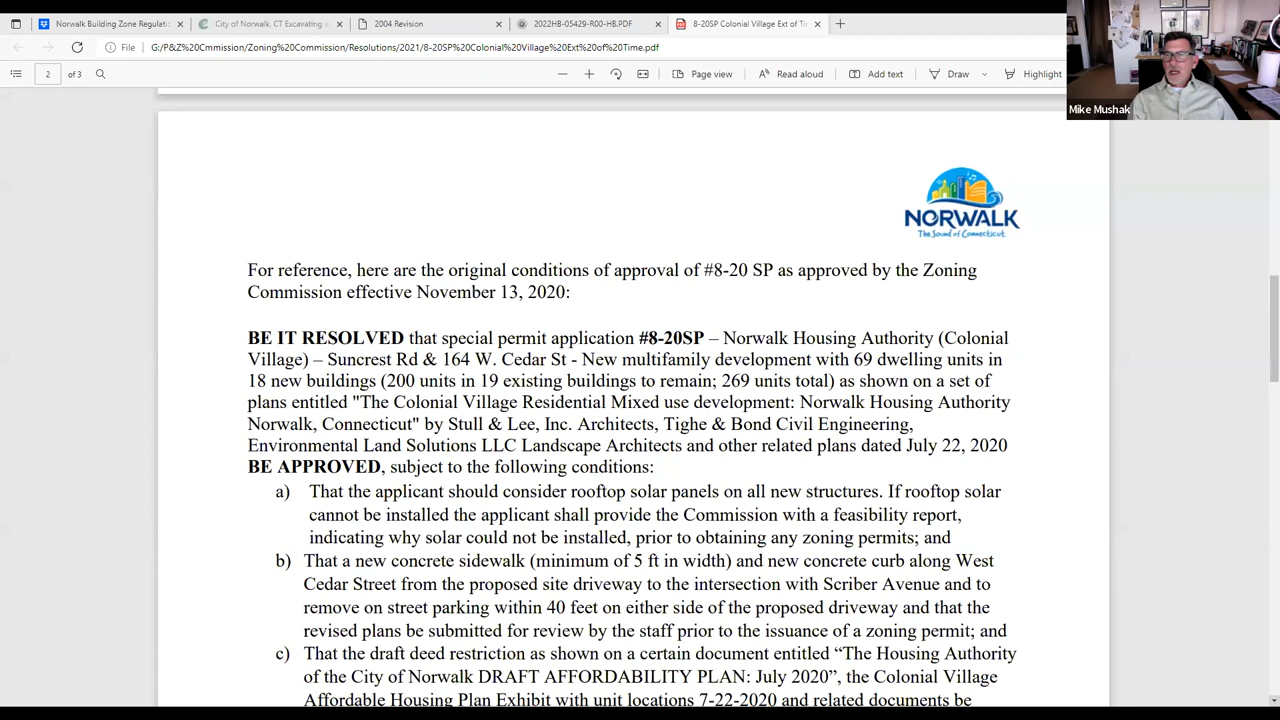 Norwalk Building Zone Regulati
City of Norwalk, CT Excavating e
2004 Revision
2022HB-05429-R00-HB.PDF
8-20SP Colonial Village Ext of Ti
File
G:/P&Z%20Cmmission/Zoning%20Commission/Resolutions/2021/8-20SP%20Colonial%20Village%20Ext%20of%20Time.pdf
2 of 3
Page view
Read aloud
Add text
Draw
Highlight
Mike Mushak
NORWALK
The Sound of Connecticut
For reference, here are the original conditions of approval of #8-20 SP as approved by the Zoning
Commission effective November 13, 2020:
BE IT RESOLVED that special permit application #8-20SP – Norwalk Housing Authority (Colonial
Village) – Suncrest Rd & 164 W. Cedar St - New multifamily development with 69 dwelling units in
18 new buildings (200 units in 19 existing buildings to remain; 269 units total) as shown on a set of
plans entitled "The Colonial Village Residential Mixed use development: Norwalk Housing Authority
Norwalk, Connecticut" by Stull & Lee, Inc. Architects, Tighe & Bond Civil Engineering,
Environmental Land Solutions LLC Landscape Architects and other related plans dated July 22, 2020
BE APPROVED, subject to the following conditions:
a) That the applicant should consider rooftop solar panels on all new structures. If rooftop solar
cannot be installed the applicant shall provide the Commission with a feasibility report,
indicating why solar could not be installed, prior to obtaining any zoning permits; and
b) That a new concrete sidewalk (minimum of 5 ft in width) and new concrete curb along West
Cedar Street from the proposed site driveway to the intersection with Scriber Avenue and to
remove on street parking within 40 feet on either side of the proposed driveway and that the
revised plans be submitted for review by the staff prior to the issuance of a zoning permit; and
c) That the draft deed restriction as shown on a certain document entitled “The Housing Authority
of the City of Norwalk DRAFT AFFORDABILITY PLAN: July 2020”, the Colonial Village
Affordable Housing Plan Exhibit with unit locations 7-22-2020 and related documents be